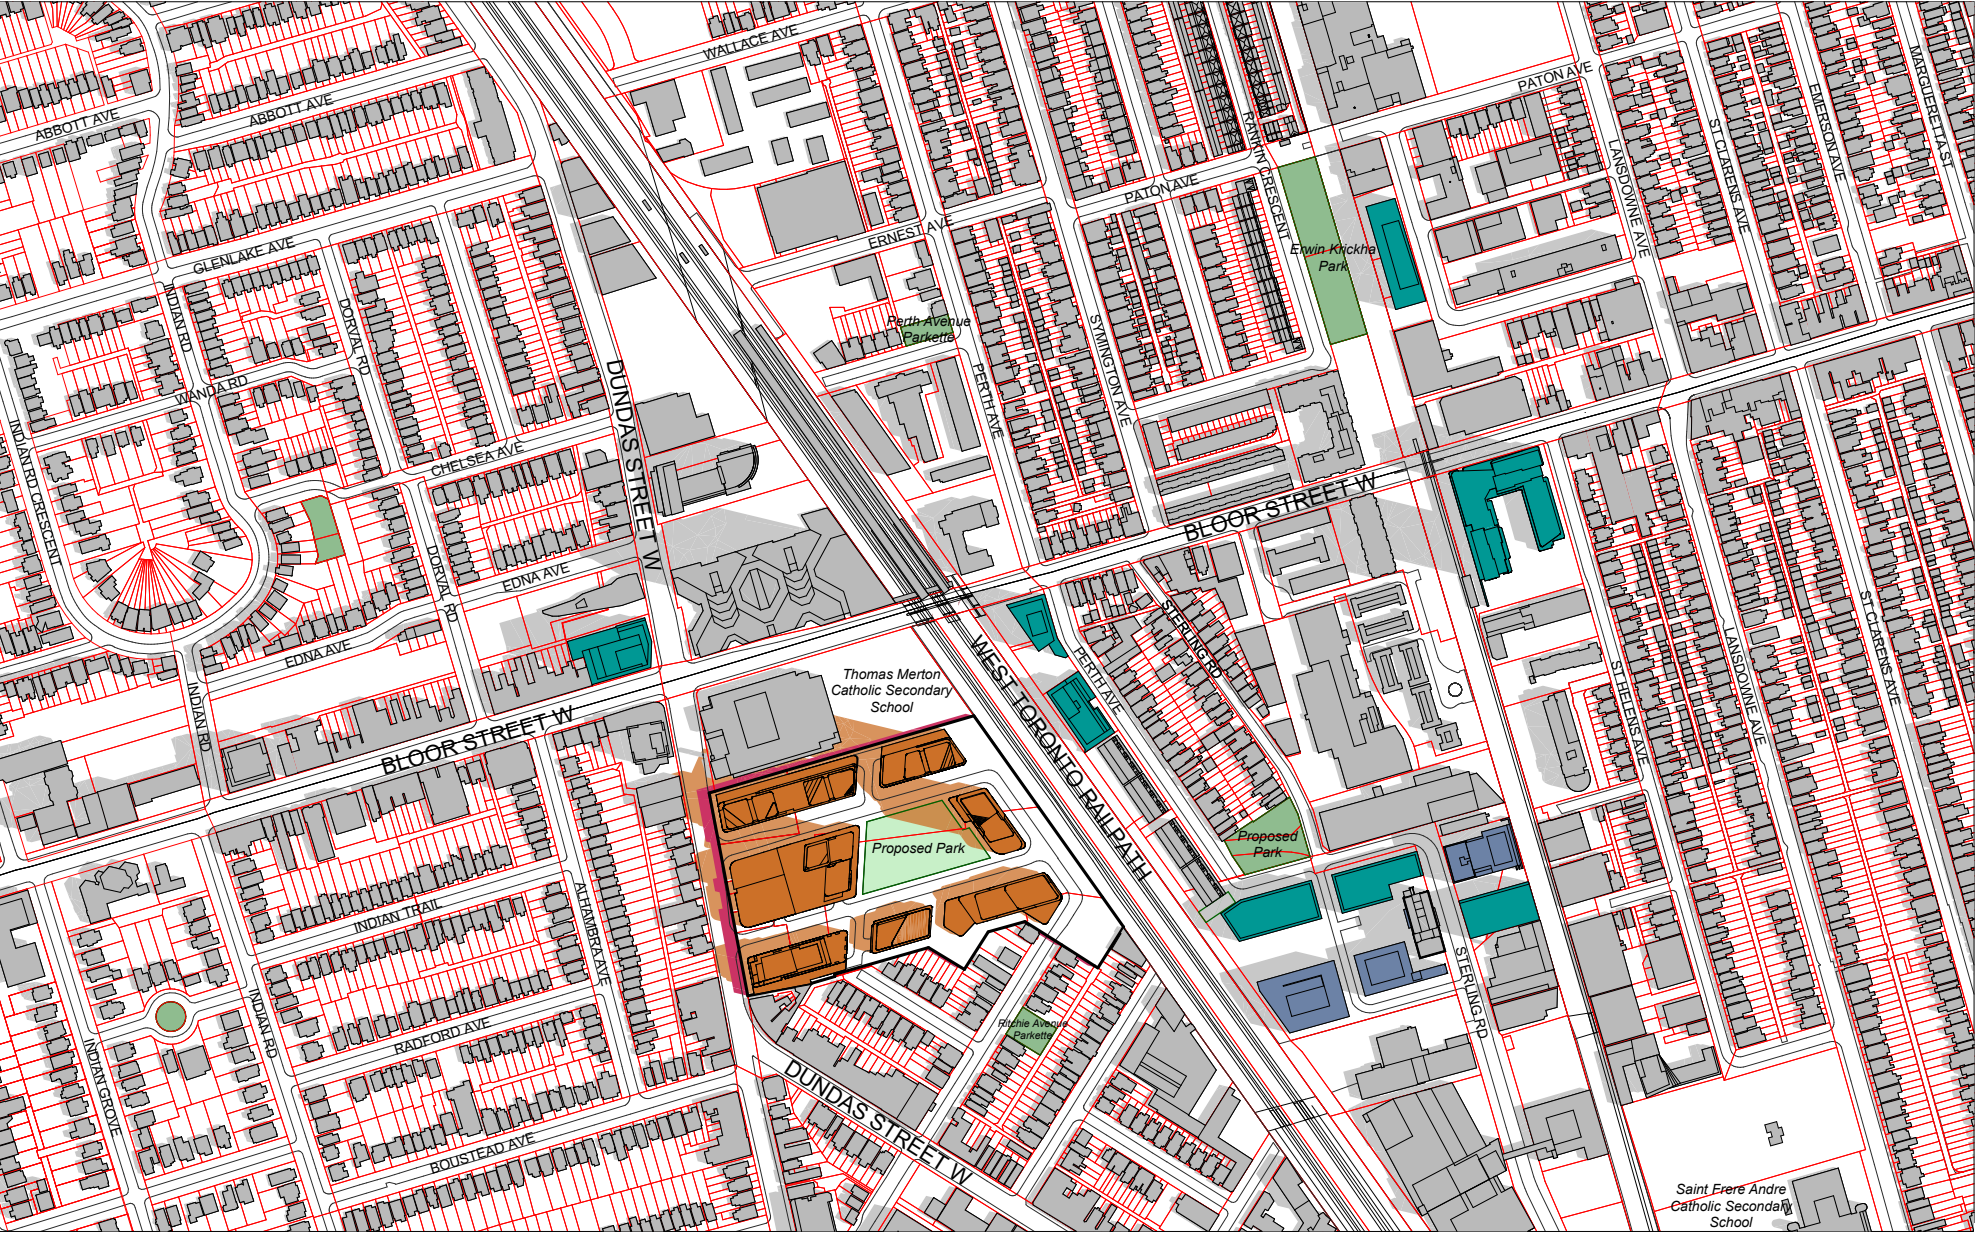 WALLACE AVE
ABBOTT AVE
ABBOTT AVE
PATON AVE
MARGUERETTA ST
EMERSON AVE
ST CLARENS AVE
LANSDOWNE AVE
RANKIN CRESCENT
PATON AVE
ERNEST AVE
GLENLAKE AVE
Erwin Krickha
Park
INDIAN RD
DORVAL RD
Perth Avenue
Parkette
SYMINGTON AVE
PERTH AVE
WANDA RD
DUNDAS STREET W
INDIAN RD CRESCENT
CHELSEA AVE
BLOOR STREET W
DORVAL RD
EDNA AVE
EDNA AVE
STERLING RD
PERTH AVE
ST CLARENS AVE
LANSDOWNE AVE
ST HELENS AVE
INDIAN RD
Thomas Merton
Catholic Secondary
School
WEST TORONTO RAILPATH
BLOOR STREET W
Proposed Park
Proposed
Park
INDIAN TRAIL
ALHAMBRA AVE
STERLING RD
INDIAN RD
RADFORD AVE
Ritchie Avenue
Parkette
INDIAN GROVE
DUNDAS STREET W
BOUSTEAD AVE
Saint Frere Andre
Catholic Secondary
School